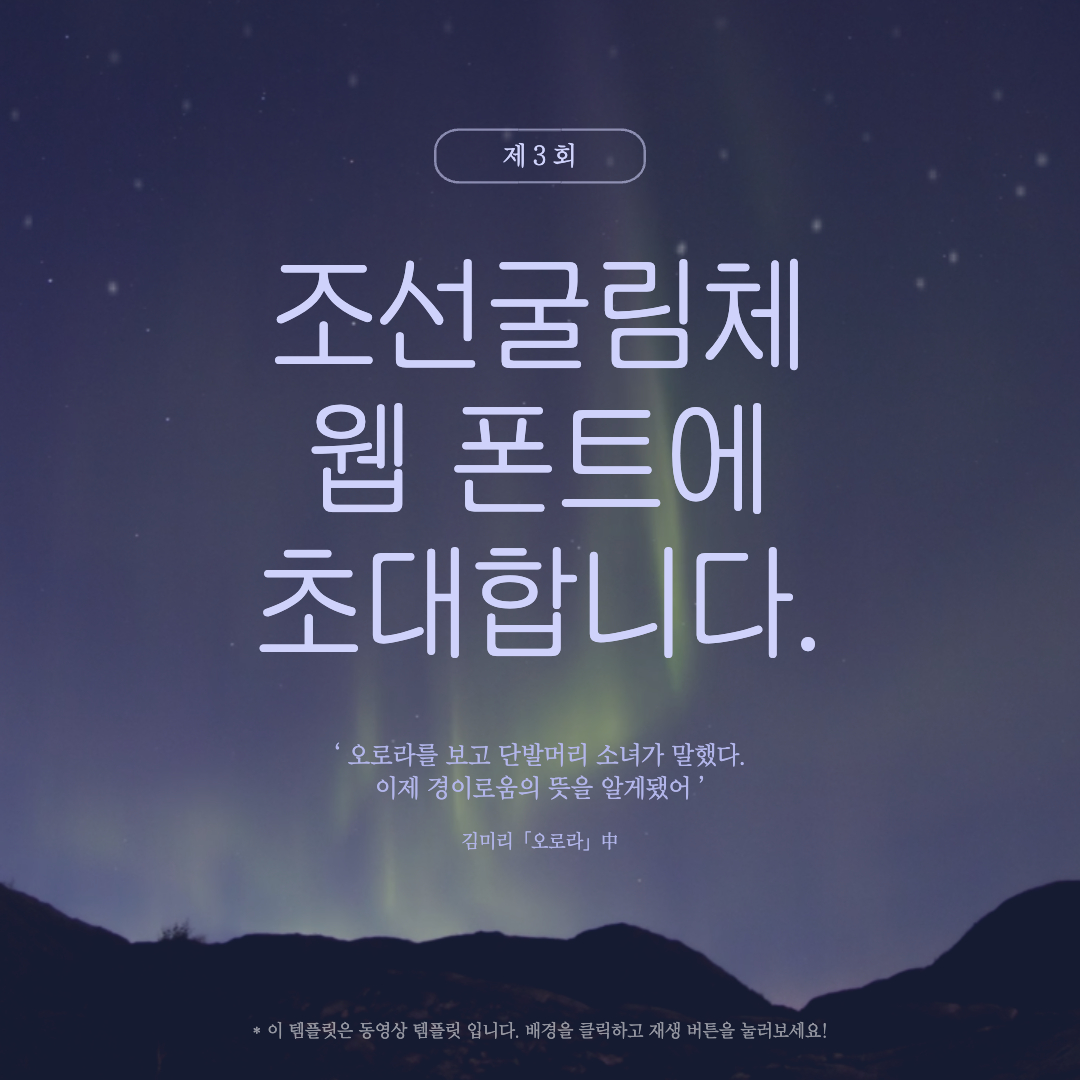 제 3 회
조선굴림체
웹 폰트에
초대합니다.
‘ 오로라를 보고 단발머리 소녀가 말했다.
이제 경이로움의 뜻을 알게됐어 ’
김미리「오로라」中
* 이 템플릿은 동영상 템플릿 입니다. 배경을 클릭하고 재생 버튼을 눌러보세요!